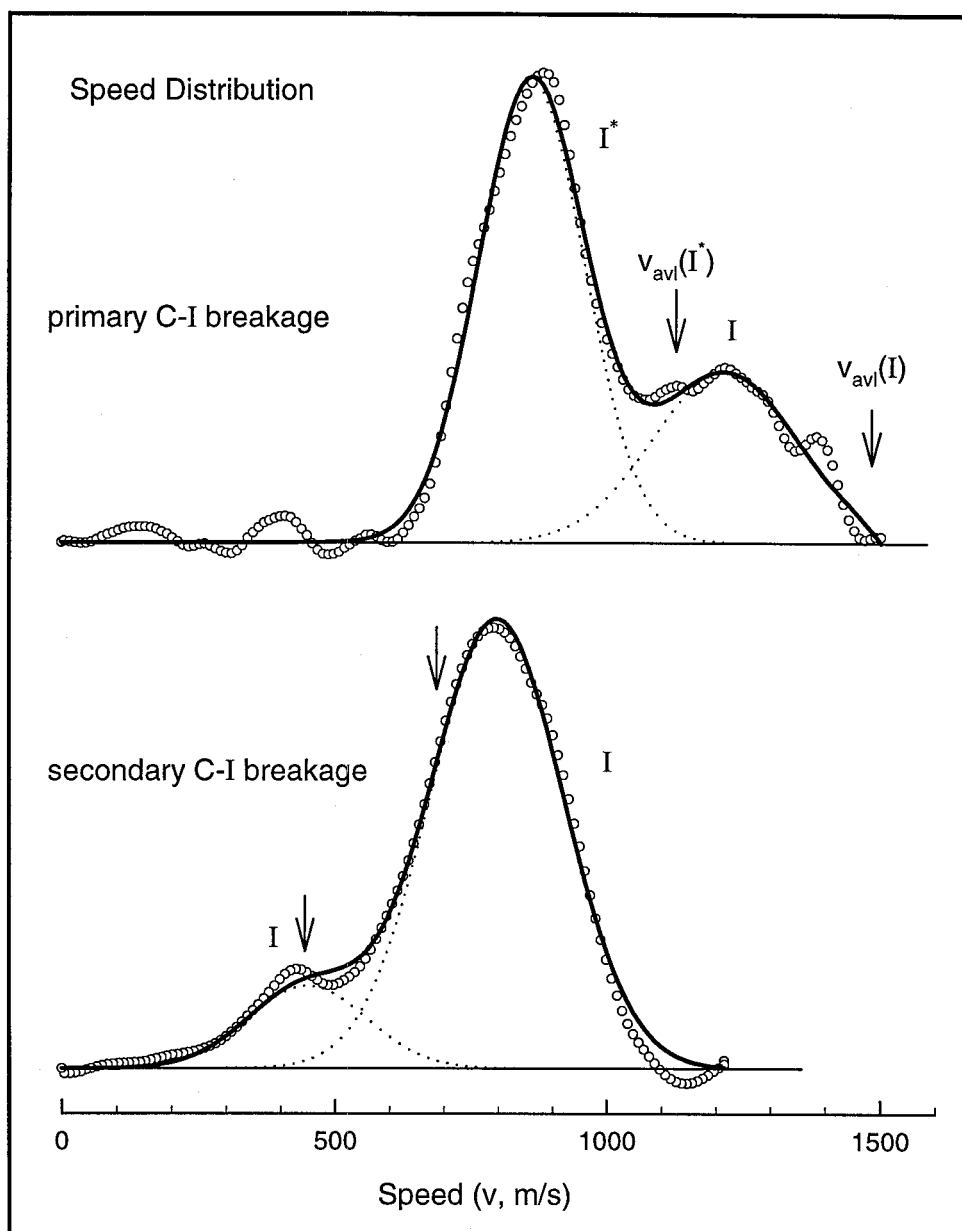 Speed Distribution
I*
v_avl(I*)
primary C-I breakage
I
v_avl(I)
secondary C-I breakage
I
I
0 500 1000 1500
Speed (v, m/s)